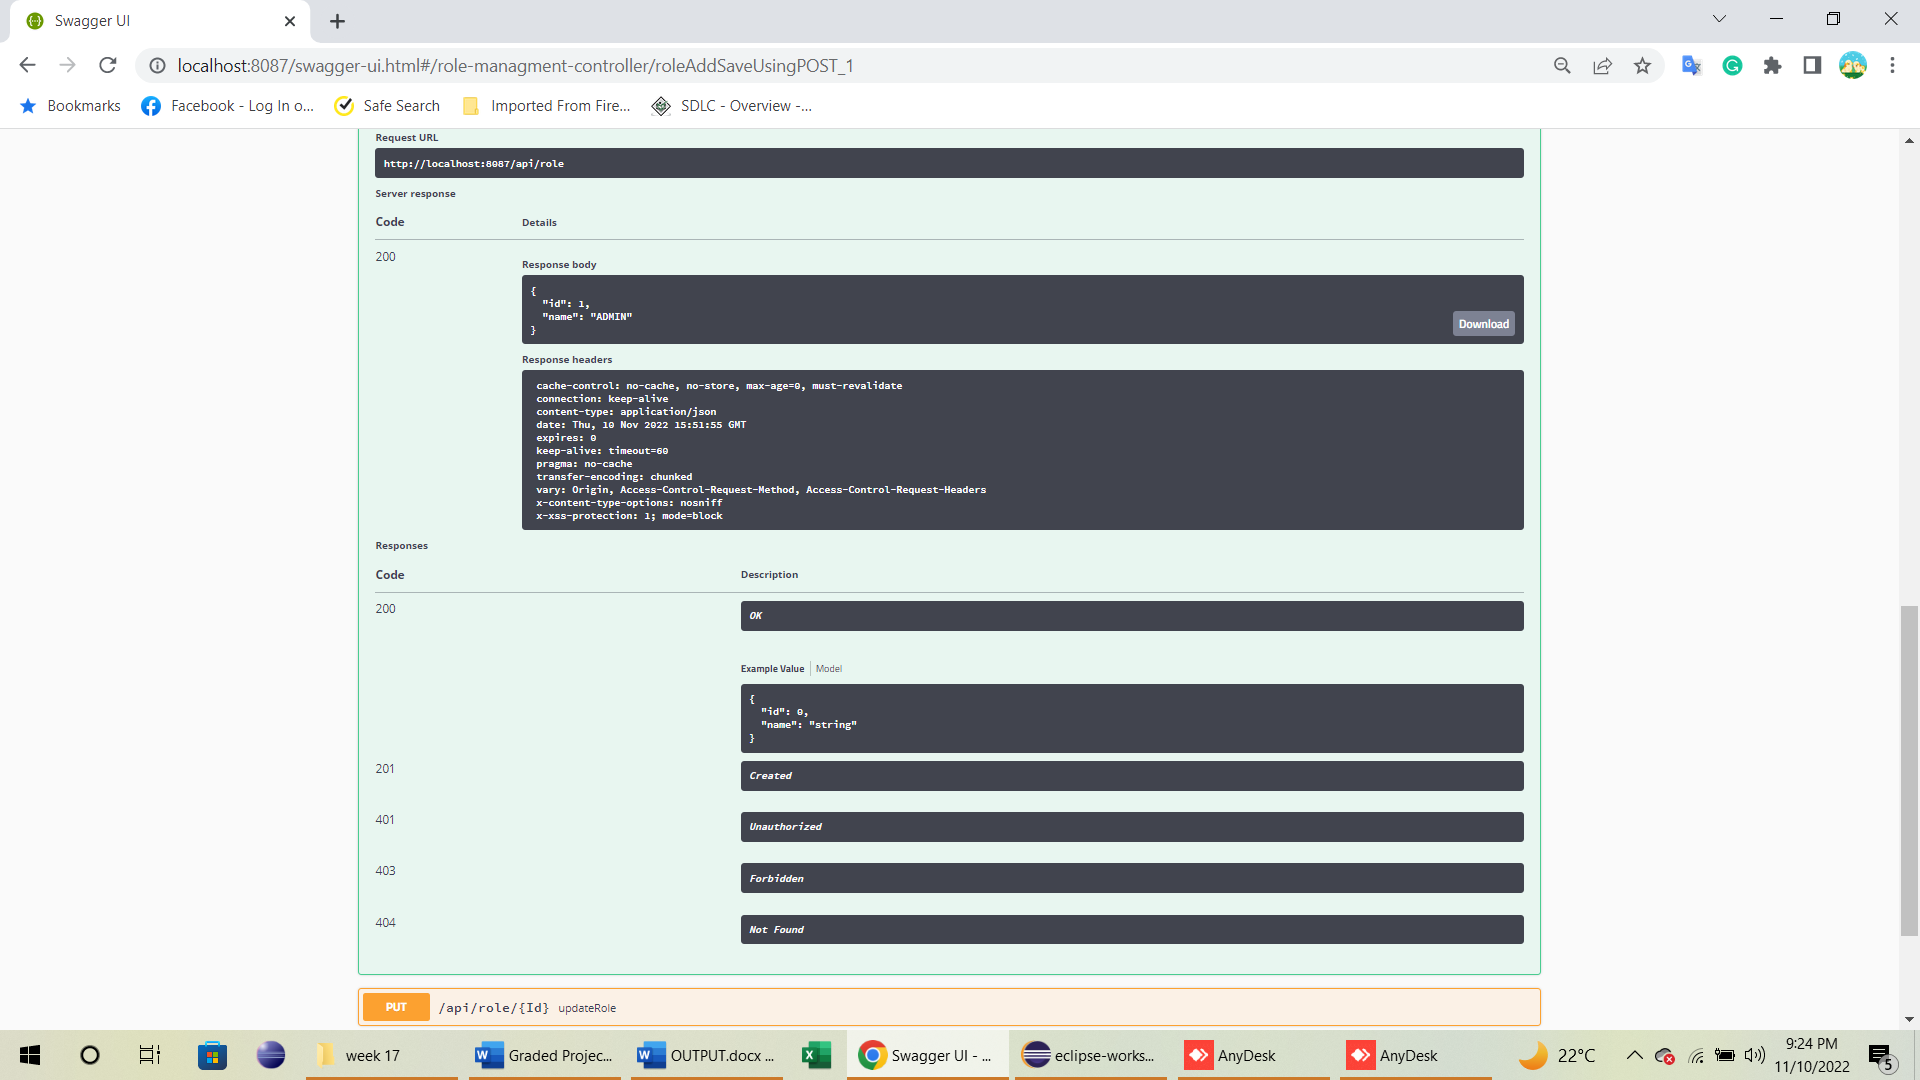 Swagger UI
localhost:8087/swagger-ui.html#/role-managment-controller/roleAddSaveUsingPOST_1
Bookmarks
Facebook - Log In o...
Safe Search
Imported From Fire...
SDLC - Overview -...
Request URL
http://localhost:8087/api/role
Server response
Code
Details
200
Response body
{
"id": 1,
"name": "ADMIN"
}
Download
Response headers
cache-control: no-cache, no-store, max-age=0, must-revalidate
connection: keep-alive
content-type: application/json
date: Thu, 10 Nov 2022 15:51:55 GMT
expires: 0
keep-alive: timeout=60
pragma: no-cache
transfer-encoding: chunked
vary: Origin, Access-Control-Request-Method, Access-Control-Request-Headers
x-content-type-options: nosniff
x-xss-protection: 1; mode=block
Responses
Code
Description
200
OK
Example Value
Model
{
"id": 0,
"name": "string"
}
201
Created
401
Unauthorized
403
Forbidden
404
Not Found
PUT
/api/role/{Id} updateRole
week 17
Graded Projec...
OUTPUT.docx ...
Swagger UI - ...
eclipse-works...
AnyDesk
AnyDesk
22°C
9:24 PM
11/10/2022
5